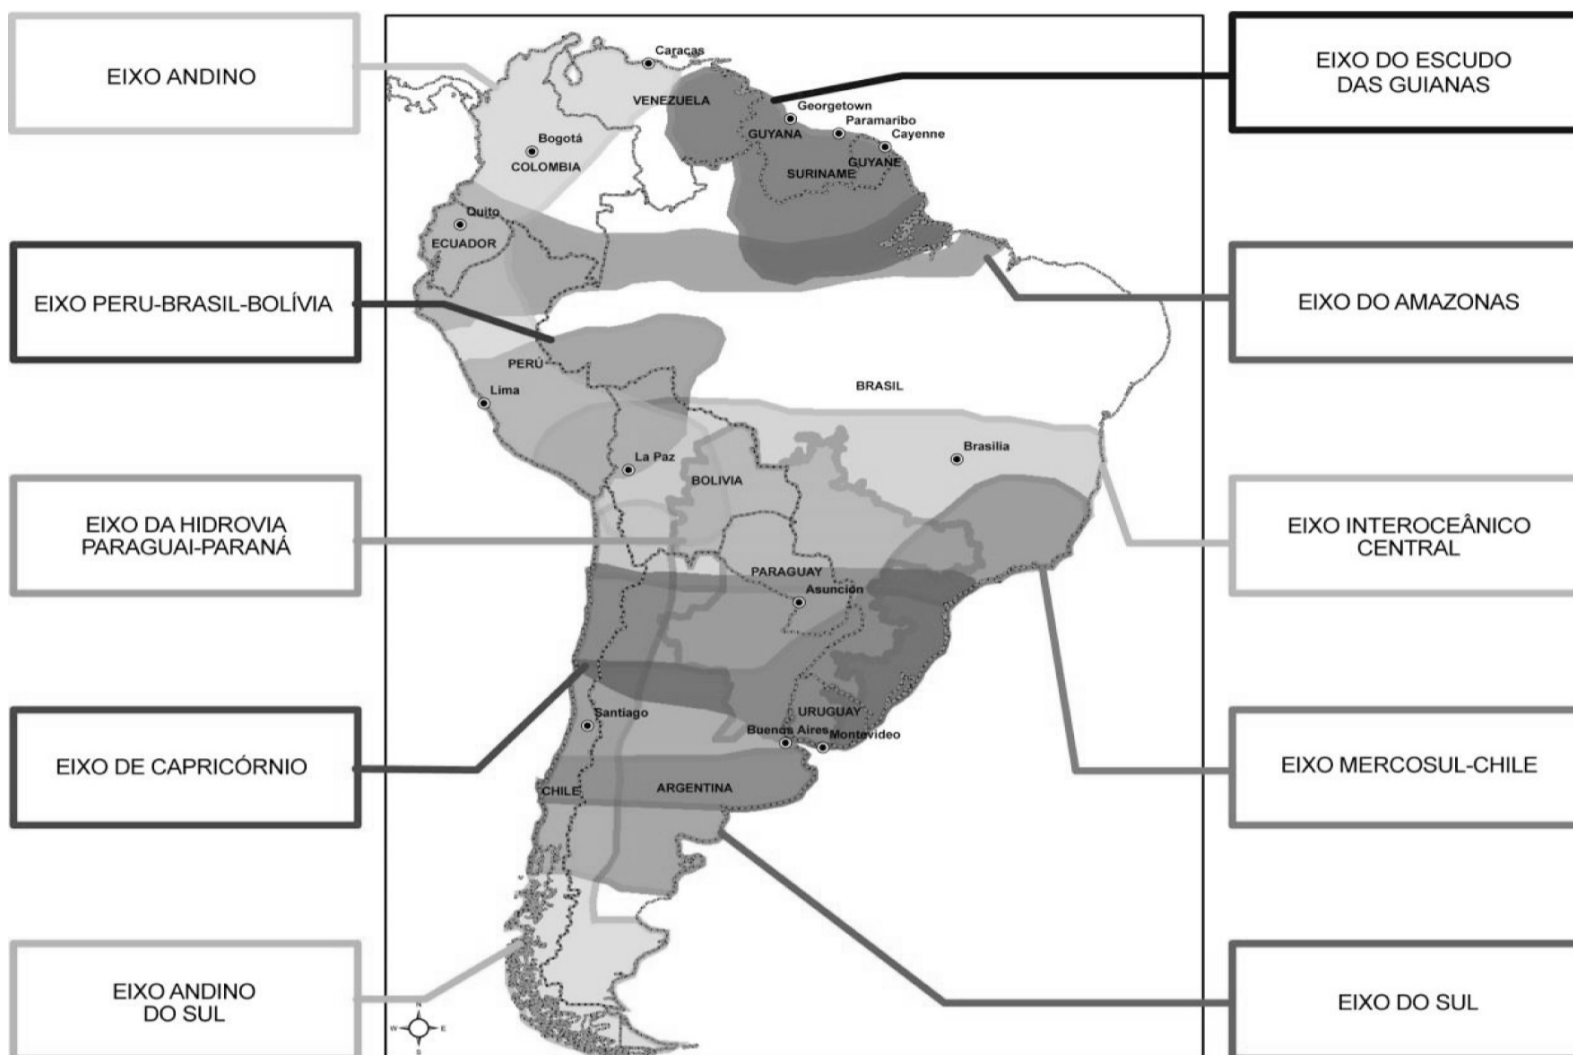 EIXO ANDINO
EIXO PERU-BRASIL-BOLÍVIA
EIXO DA HIDROVIA
PARAGUAI-PARANÁ
EIXO DE CAPRICÓRNIO
EIXO ANDINO
DO SUL
Caracas
VENEZUELA
Georgetown
Paramaribo
GUYANA
Cayenne
Bogotá
COLOMBIA
GUYANE
SURINAME
Quito
ECUADOR
PERÚ
Lima
BRASIL
Brasilia
La Paz
BOLIVIA
PARAGUAY
Asunción
Santiago
URUGUAY
Buenos Aires
Montevideo
CHILE
ARGENTINA
N
W
E
S
EIXO DO ESCUDO
DAS GUIANAS
EIXO DO AMAZONAS
EIXO INTEROCEÂNICO
CENTRAL
EIXO MERCOSUL-CHILE
EIXO DO SUL